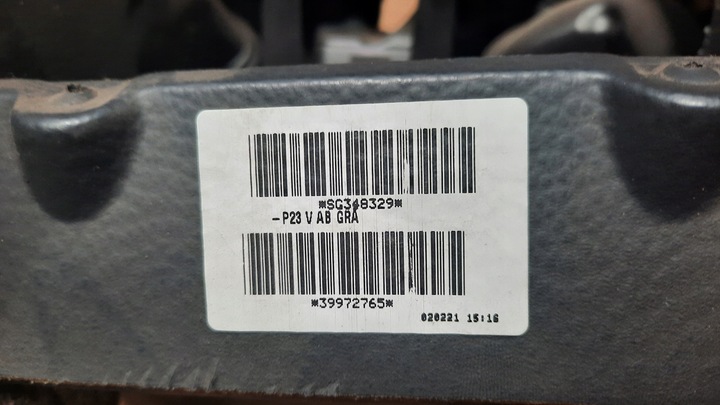 *SG348329*
-P23 V AB GRA
*39972765*
020221 15:16